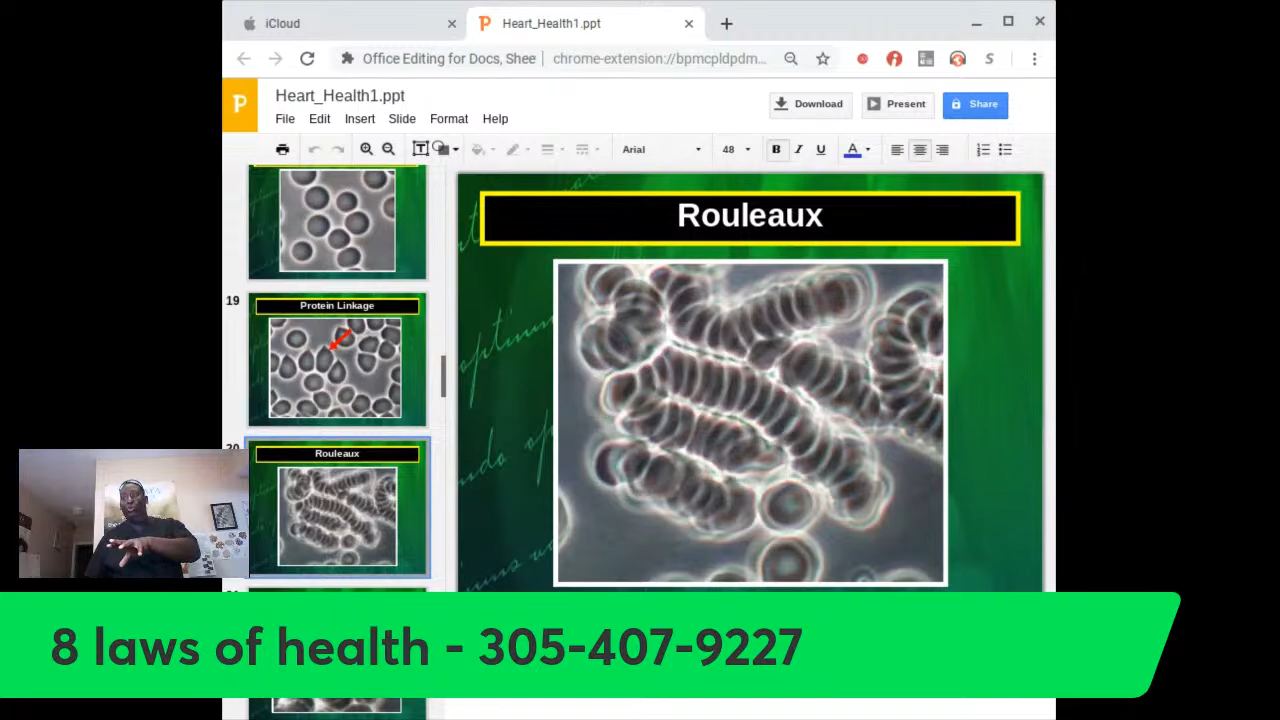 iCloud
Heart_Health1.ppt
Office Editing for Docs, Shee
chrome-extension://bpmcpldpdm...
Heart_Health1.ppt
Download
Present
Share
File Edit Insert Slide Format Help
Arial
48
B I U A
19
Protein Linkage
Rouleaux
Rouleaux
8 laws of health - 305-407-9227